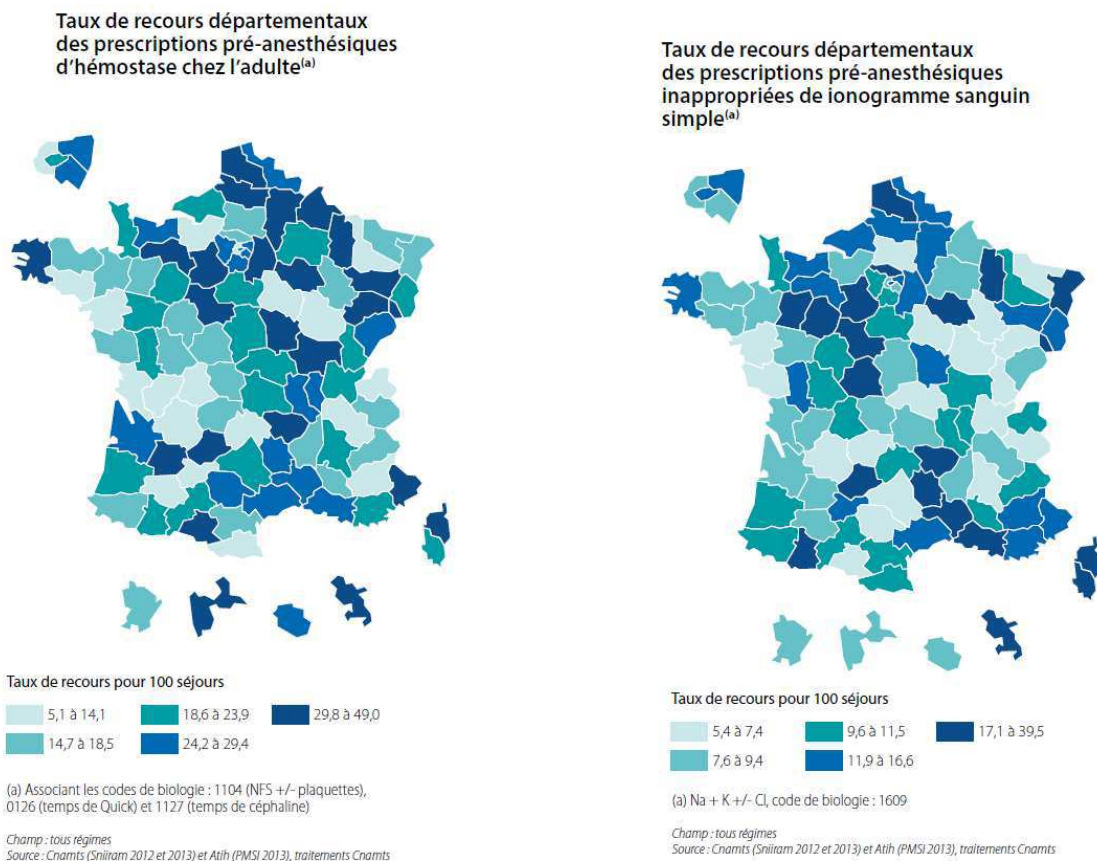 Taux de recours départementaux
des prescriptions pré-anesthésiques
d'hémostase chez l'adulte(a)
Taux de recours pour 100 séjours
5,1 à 14,1
18,6 à 23,9
29,8 à 49,0
14,7 à 18,5
24,2 à 29,4
(a) Associant les codes de biologie : 1104 (NFS +/- plaquettes),
0126 (temps de Quick) et 1127 (temps de céphaline)
Champ : tous régimes
Source : Cnamts (Sniiram 2012 et 2013) et Atih (PMSI 2013), traitements Cnamts
Taux de recours départementaux
des prescriptions pré-anesthésiques
inappropriées de ionogramme sanguin
simple(a)
Taux de recours pour 100 séjours
5,4 à 7,4
9,6 à 11,5
17,1 à 39,5
7,6 à 9,4
11,9 à 16,6
(a) Na + K +/- Cl, code de biologie : 1609
Champ : tous régimes
Source : Cnamts (Sniiram 2012 et 2013) et Atih (PMSI 2013), traitements Cnamts